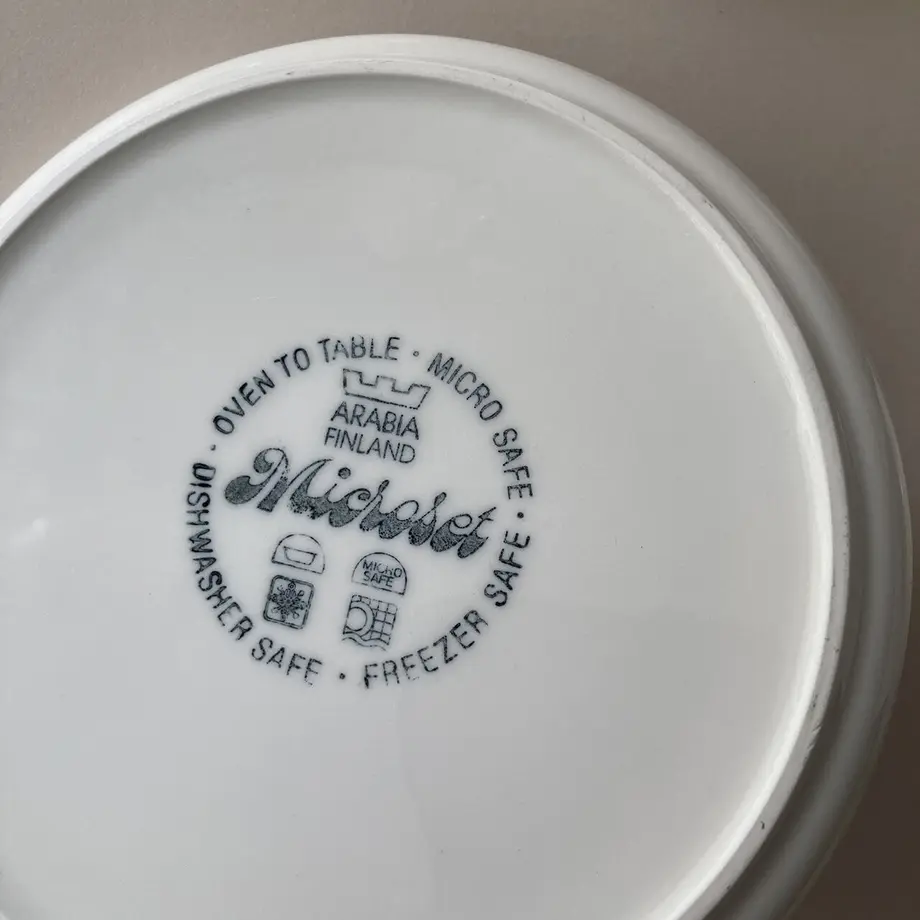 OVEN TO TABLE · MICRO SAFE · FREEZER SAFE · DISHWASHER SAFE ·
ARABIA
FINLAND
Microset
MICRO
SAFE